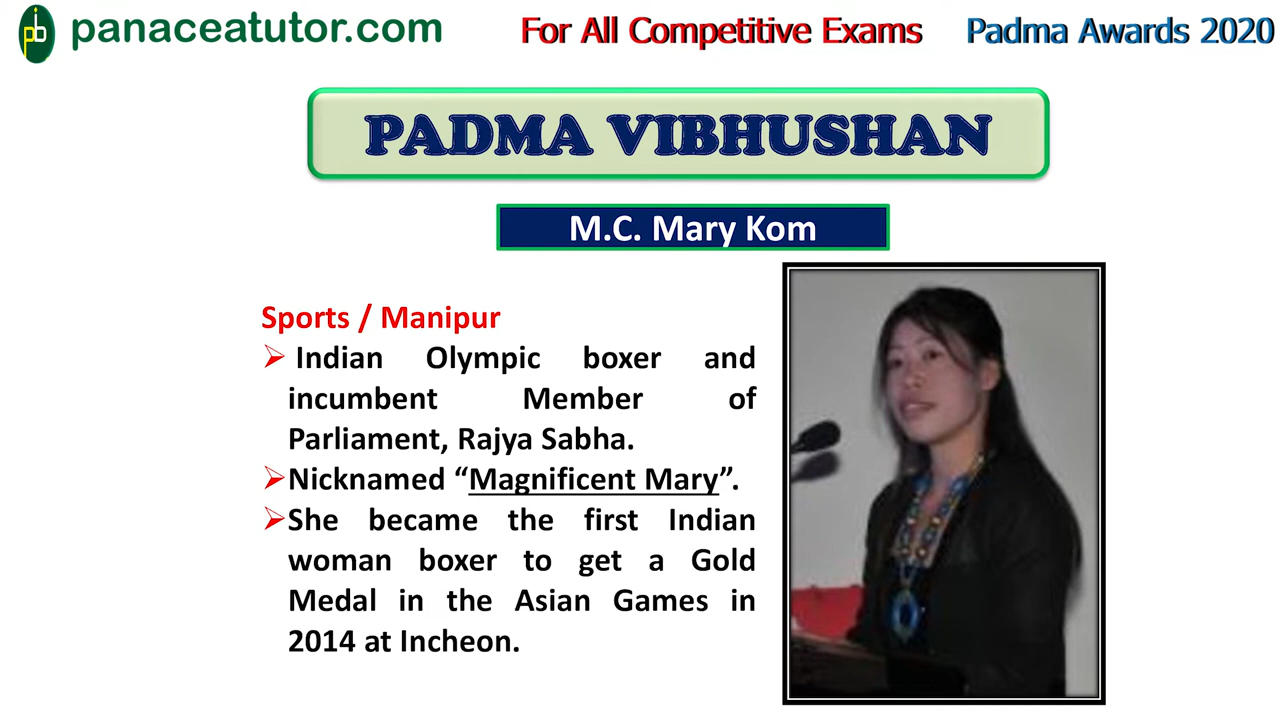 pb panaceatutor.com For All Competitive Exams Padma Awards 2020
PADMA VIBHUSHAN
M.C. Mary Kom
Sports / Manipur
➢ Indian Olympic boxer and
incumbent Member of
Parliament, Rajya Sabha.
➢Nicknamed “Magnificent Mary”.
➢She became the first Indian
woman boxer to get a Gold
Medal in the Asian Games in
2014 at Incheon.